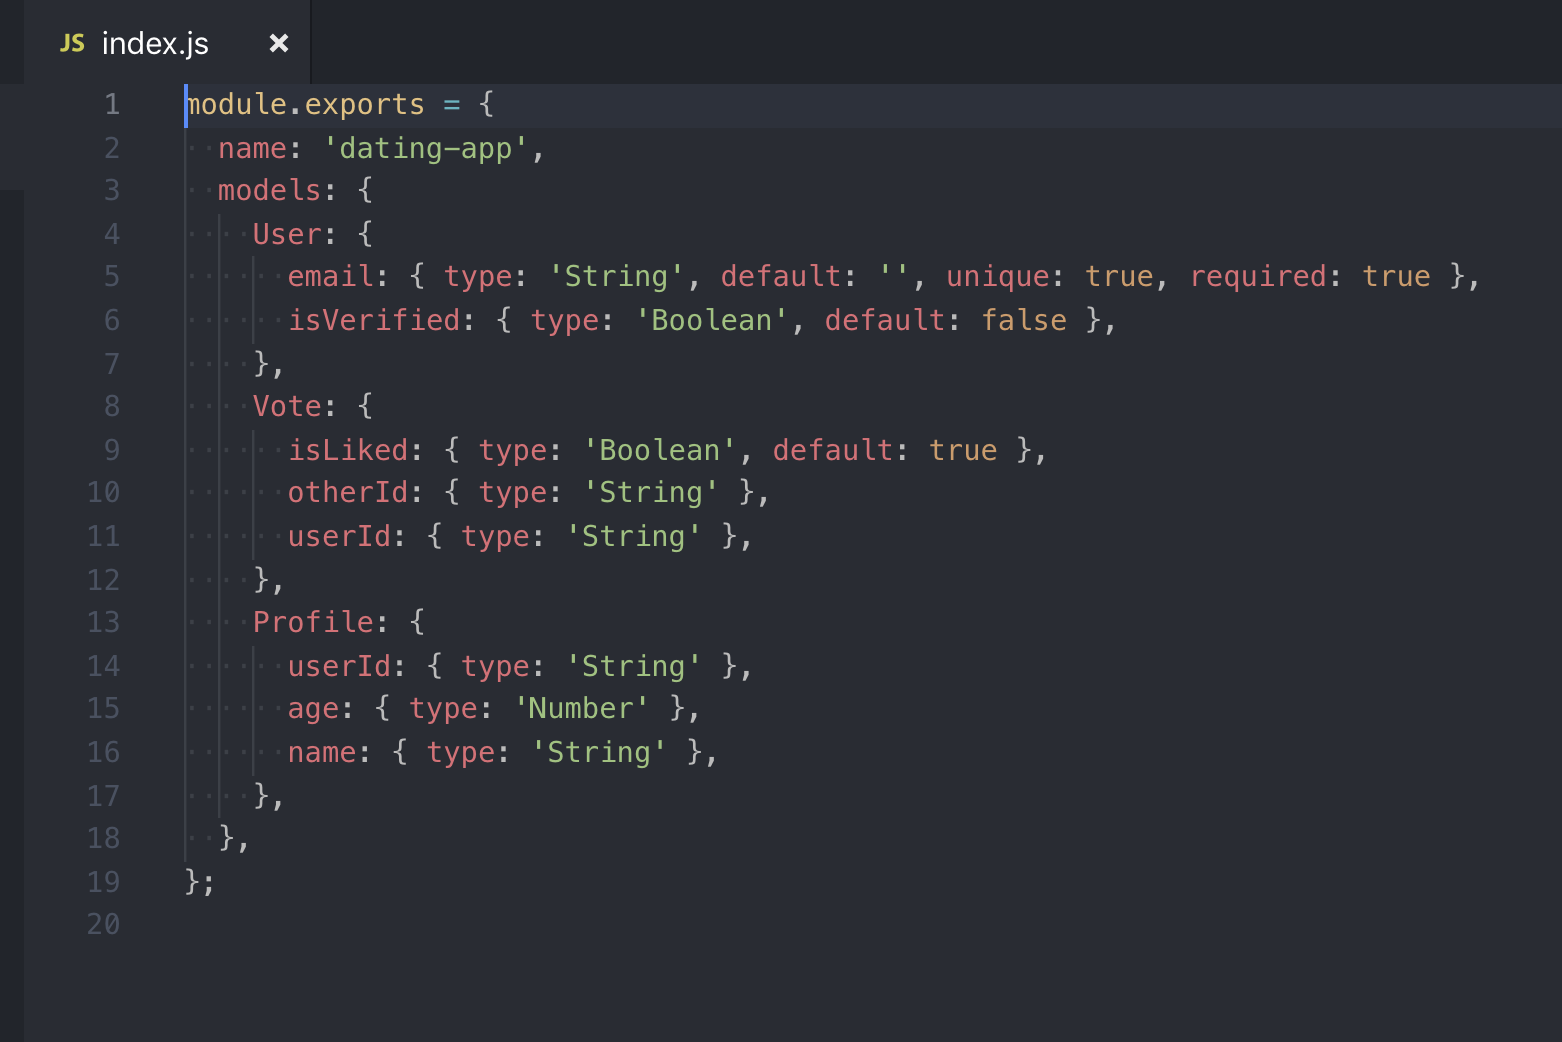 JS index.js ×
1 module.exports = {
2   name: 'dating-app',
3   models: {
4     User: {
5       email: { type: 'String', default: '', unique: true, required: true },
6       isVerified: { type: 'Boolean', default: false },
7     },
8     Vote: {
9       isLiked: { type: 'Boolean', default: true },
10       otherId: { type: 'String' },
11       userId: { type: 'String' },
12     },
13     Profile: {
14       userId: { type: 'String' },
15       age: { type: 'Number' },
16       name: { type: 'String' },
17     },
18   },
19 };
20